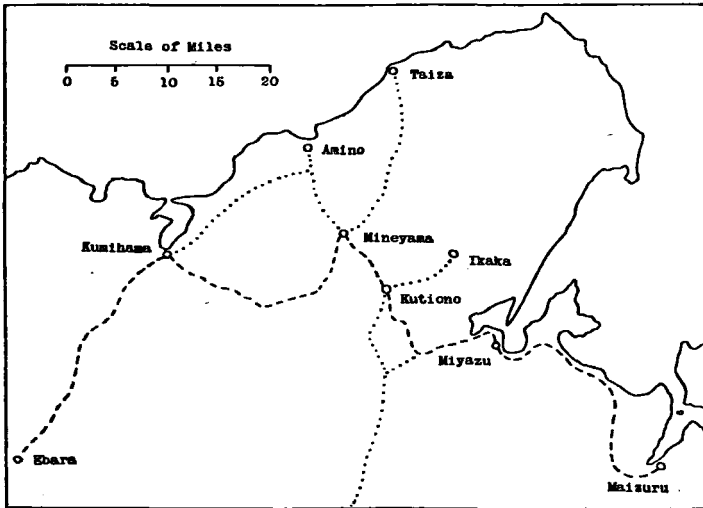 Scale of Miles
0 5 10 15 20
Taiza
Amino
Mineyama
Kumihama
Ikaka
Kutiono
Miyazu
Ebara
Maizuru